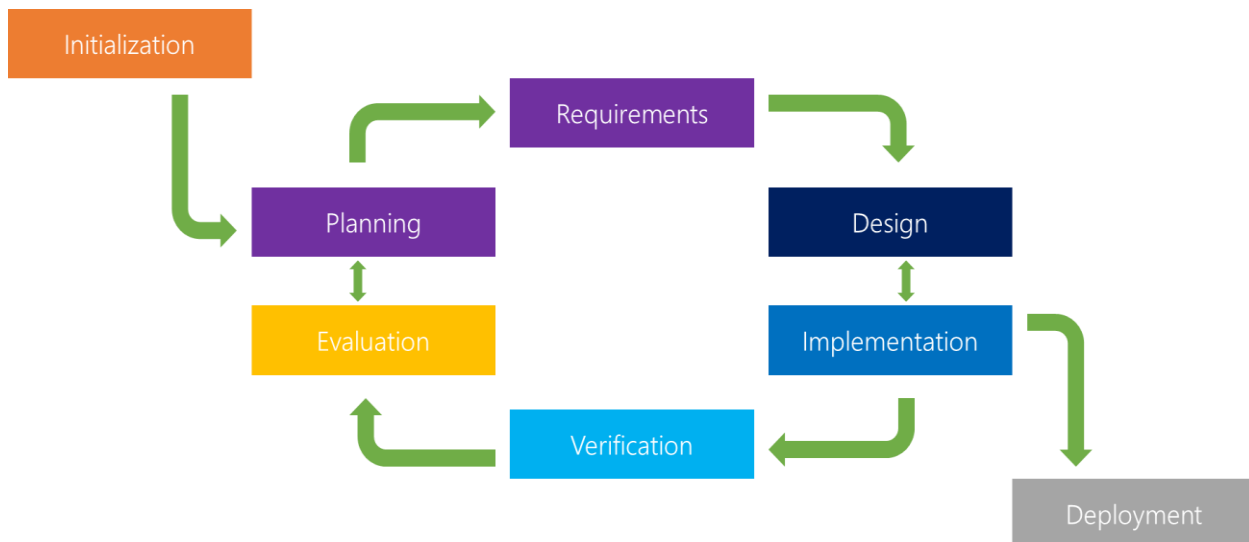 Initialization
Requirements
Planning
Design
Evaluation
Implementation
Verification
Deployment